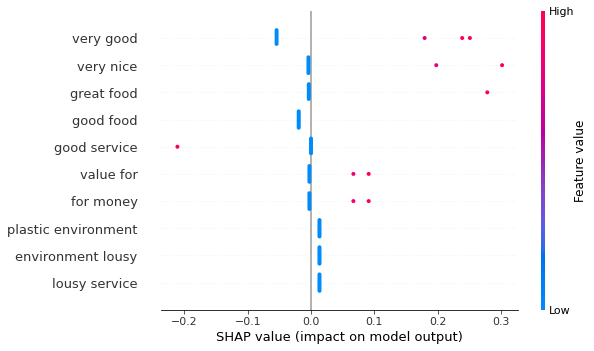 High
very good
very nice
great food
good food
good service
value for
for money
plastic environment
environment lousy
lousy service
Feature value
Low
−0.2 −0.1 0.0 0.1 0.2 0.3
SHAP value (impact on model output)